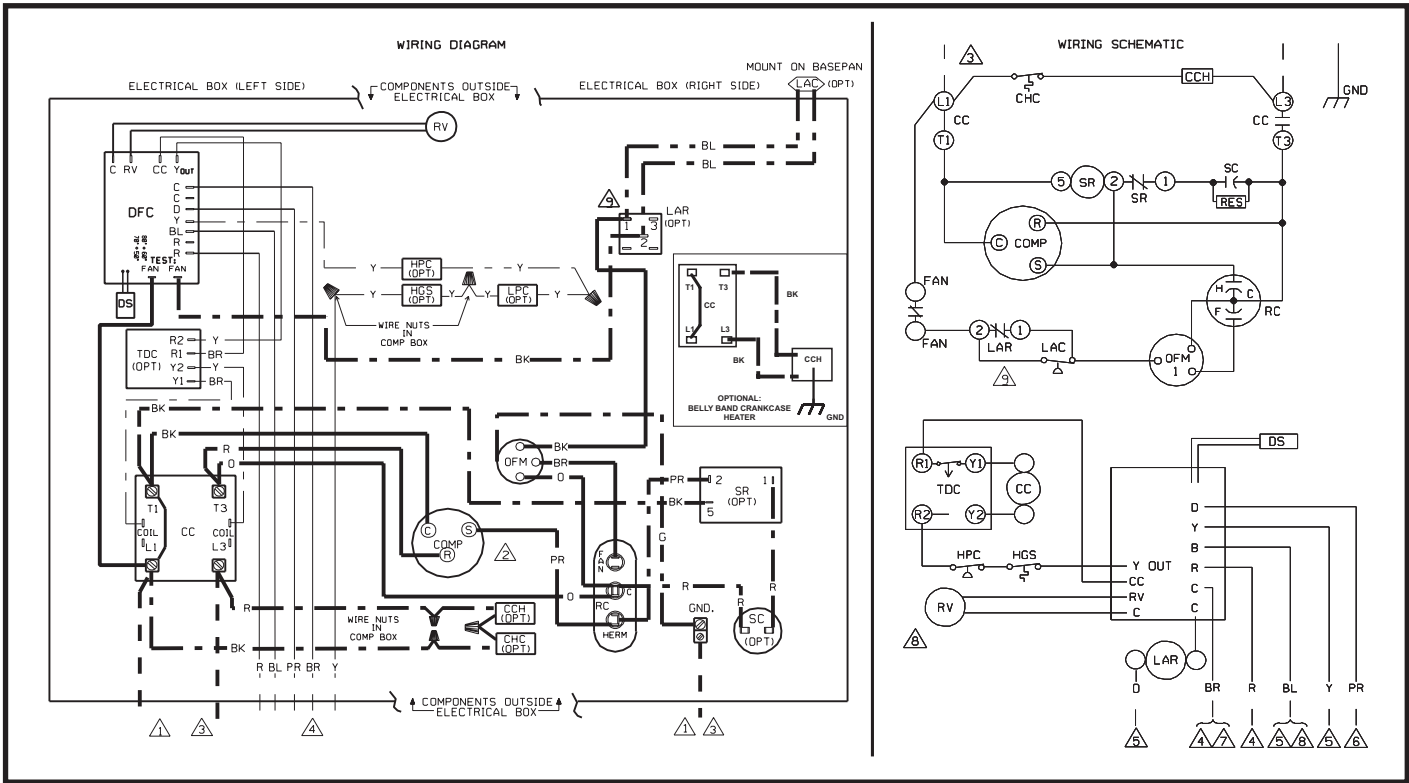 WIRING DIAGRAM
MOUNT ON BASEPAN
ELECTRICAL BOX (LEFT SIDE)
COMPONENTS OUTSIDE
ELECTRICAL BOX
ELECTRICAL BOX (RIGHT SIDE)
LAC (OPT)
RV
C RV CC YOUT
C
C
D
Y
BL
R
R
DFC
TEST:
FAN FAN
DS
BL
BL
9
LAR
(OPT)
1 3
2
Y HPC
(OPT) Y
Y HGS
(OPT) Y Y LPC
(OPT) Y
WIRE NUTS
IN
COMP BOX
BK
TDC
(OPT)
R2 Y
R1 BR
Y2 Y
Y1 BR
T1 T3
CC
L1 L3
BK
BK
CCH
GND
OPTIONAL:
BELLY BAND CRANKCASE
HEATER
BK
BK
R
O
T1 T3
COIL CC COIL
L1 L3
OFM
BK
BR
O
PR
BK
2 1
SR
(OPT)
5
C S
COMP
R
2
PR
G
FAN
C
RC
HERM
O
R
R
R
GND.
SC
(OPT)
R
BK
WIRE NUTS
IN
COMP BOX
CCH
(OPT)
CHC
(OPT)
R BL PR BR Y
COMPONENTS OUTSIDE
ELECTRICAL BOX
1 3 4 1 3
WIRING SCHEMATIC
3
CHC
CCH
L1 L3
CC CC
T1 T3
GND
5 SR 2 SR 1
SC
RES
R
C COMP
S
H C
F
RC
FAN
FAN
2 LAR 1
LAC
9
OFM
1
R1 Y1
TDC
R2 Y2
CC
DS
D
Y
B
R
C
C
HPC HGS
Y OUT
CC
RV
C
RV
8
LAR
O BR R BL Y PR
5 4 7 4 5 8 5 6